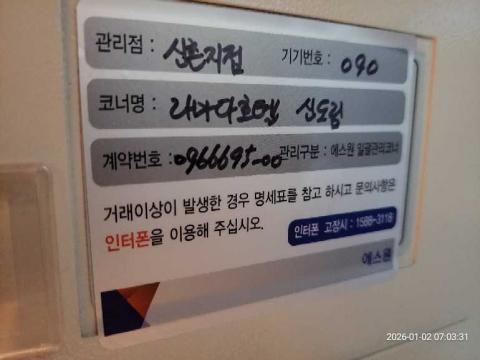 관리점 : 신촌지점 기기번호 : 090
코너명 : 라마다호텔 신도림
계약번호 : 0966695-00 관리구분 : 에스원 일괄관리코너
거래이상이 발생한 경우 명세표를 참고 하시고 문의사항은
인터폰을 이용해 주십시오.
인터폰 고장시 : 1588-3118
에스원
2026-01-02 07:03:31